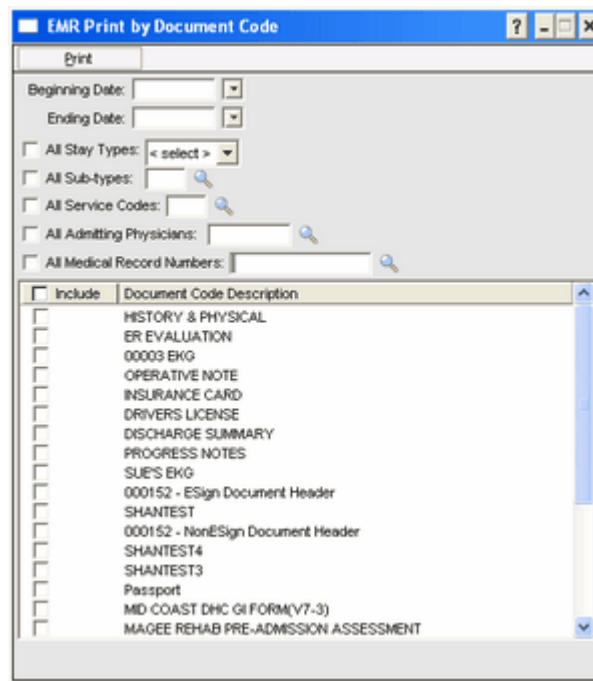 EMR Print by Document Code
Print
Beginning Date:
Ending Date:
All Stay Types: < select >
All Sub-types:
All Service Codes:
All Admitting Physicians:
All Medical Record Numbers:
Include Document Code Description
HISTORY & PHYSICAL
ER EVALUATION
00003 EKG
OPERATIVE NOTE
INSURANCE CARD
DRIVERS LICENSE
DISCHARGE SUMMARY
PROGRESS NOTES
SUE'S EKG
000152 - ESign Document Header
SHANTEST
000152 - NonESign Document Header
SHANTEST4
SHANTEST3
Passport
MID COAST DHC GI FORM(V7-3)
MAGEE REHAB PRE-ADMISSION ASSESSMENT